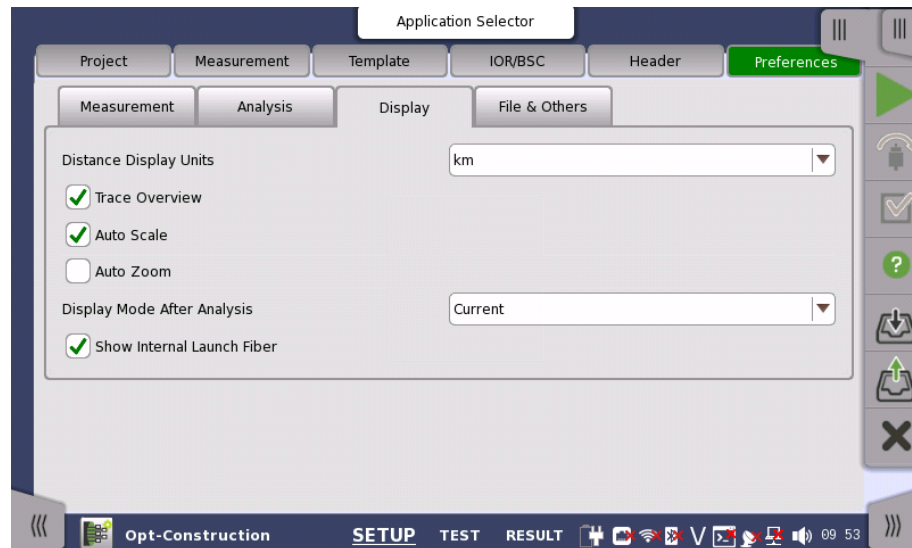 Application Selector
Project Measurement Template IOR/BSC Header Preferences
Measurement Analysis Display File & Others
Distance Display Units km
Trace Overview
Auto Scale
Auto Zoom
Display Mode After Analysis Current
Show Internal Launch Fiber
Opt-Construction SETUP TEST RESULT V 09 53